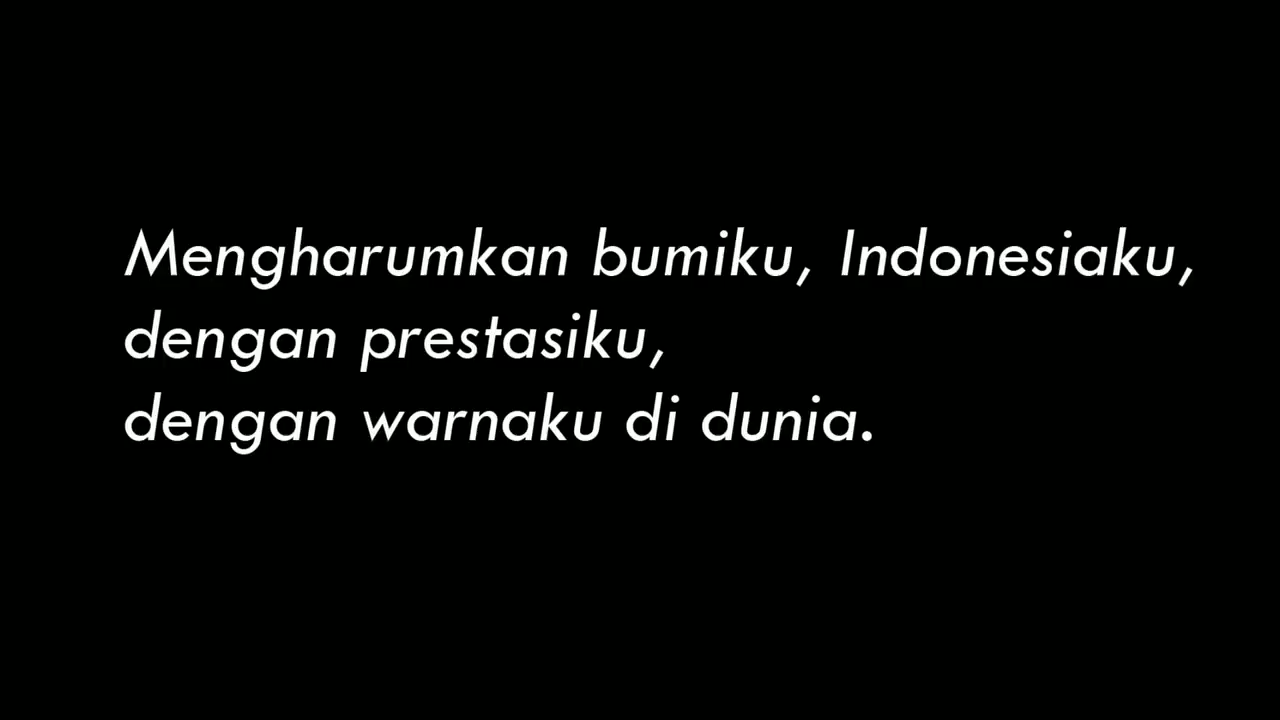 Mengharumkan bumiku, Indonesiaku,
dengan prestasiku,
dengan warnaku di dunia.